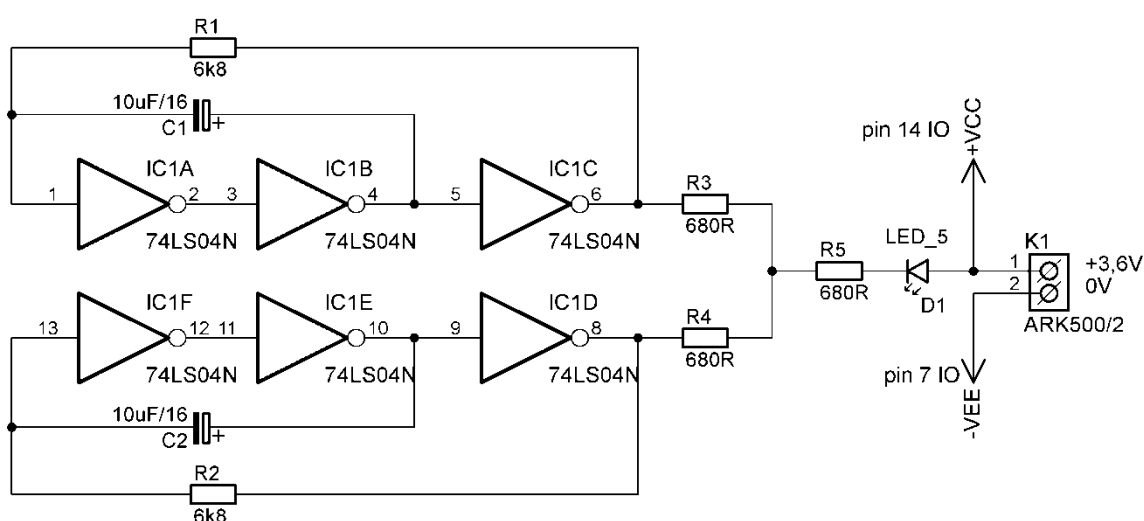 R1
6k8
10uF/16
C1
+
IC1A
IC1B
IC1C
1
2
3
4
5
6
74LS04N
74LS04N
74LS04N
R3
680R
pin 14 IO
+VCC
R5
680R
LED_5
D1
K1
1
2
+3,6V
0V
ARK500/2
IC1F
IC1E
IC1D
13
12
11
10
9
8
74LS04N
74LS04N
74LS04N
R4
680R
pin 7 IO
-VEE
10uF/16
C2
+
R2
6k8